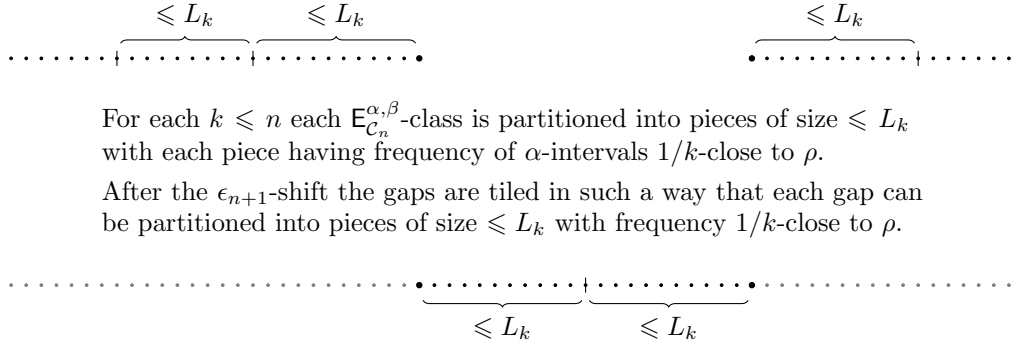 ⩽ L_k ⩽ L_k ⩽ L_k
For each k ⩽ n each E^{α,β}_{C_n}-class is partitioned into pieces of size ⩽ L_k
with each piece having frequency of α-intervals 1/k-close to ρ.
After the ϵ_{n+1}-shift the gaps are tiled in such a way that each gap can
be partitioned into pieces of size ⩽ L_k with frequency 1/k-close to ρ.
⩽ L_k ⩽ L_k